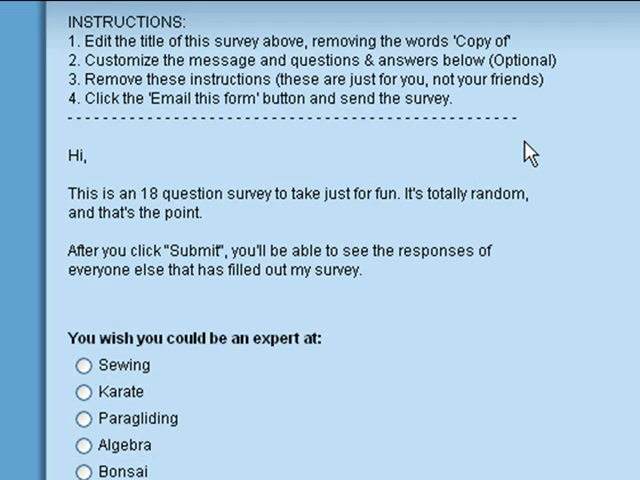 INSTRUCTIONS:
1. Edit the title of this survey above, removing the words 'Copy of'
2. Customize the message and questions & answers below (Optional)
3. Remove these instructions (these are just for you, not your friends)
4. Click the 'Email this form' button and send the survey.
- - - - - - - - - - - - - - - - - - - - - - - - - - - - - - - - - - - - - - - - - - - - - - - - - - -
Hi,
This is an 18 question survey to take just for fun. It's totally random,
and that's the point.
After you click "Submit", you'll be able to see the responses of
everyone else that has filled out my survey.
You wish you could be an expert at:
Sewing
Karate
Paragliding
Algebra
Bonsai